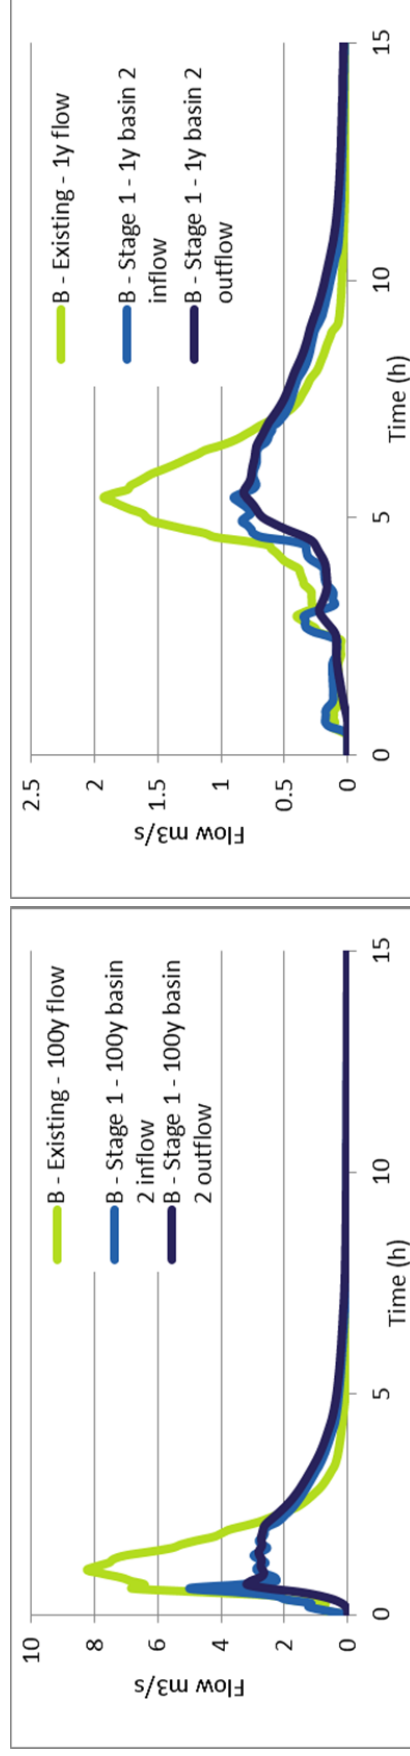 10
8
6
4
2
0
Flow m3/s
0
5
10
15
Time (h)
B - Existing - 100y flow
B - Stage 1 - 100y basin
2 inflow
B - Stage 1 - 100y basin
2 outflow
2.5
2
1.5
1
0.5
0
Flow m3/s
0
5
10
15
Time (h)
B - Existing - 1y flow
B - Stage 1 - 1y basin 2
inflow
B - Stage 1 - 1y basin 2
outflow